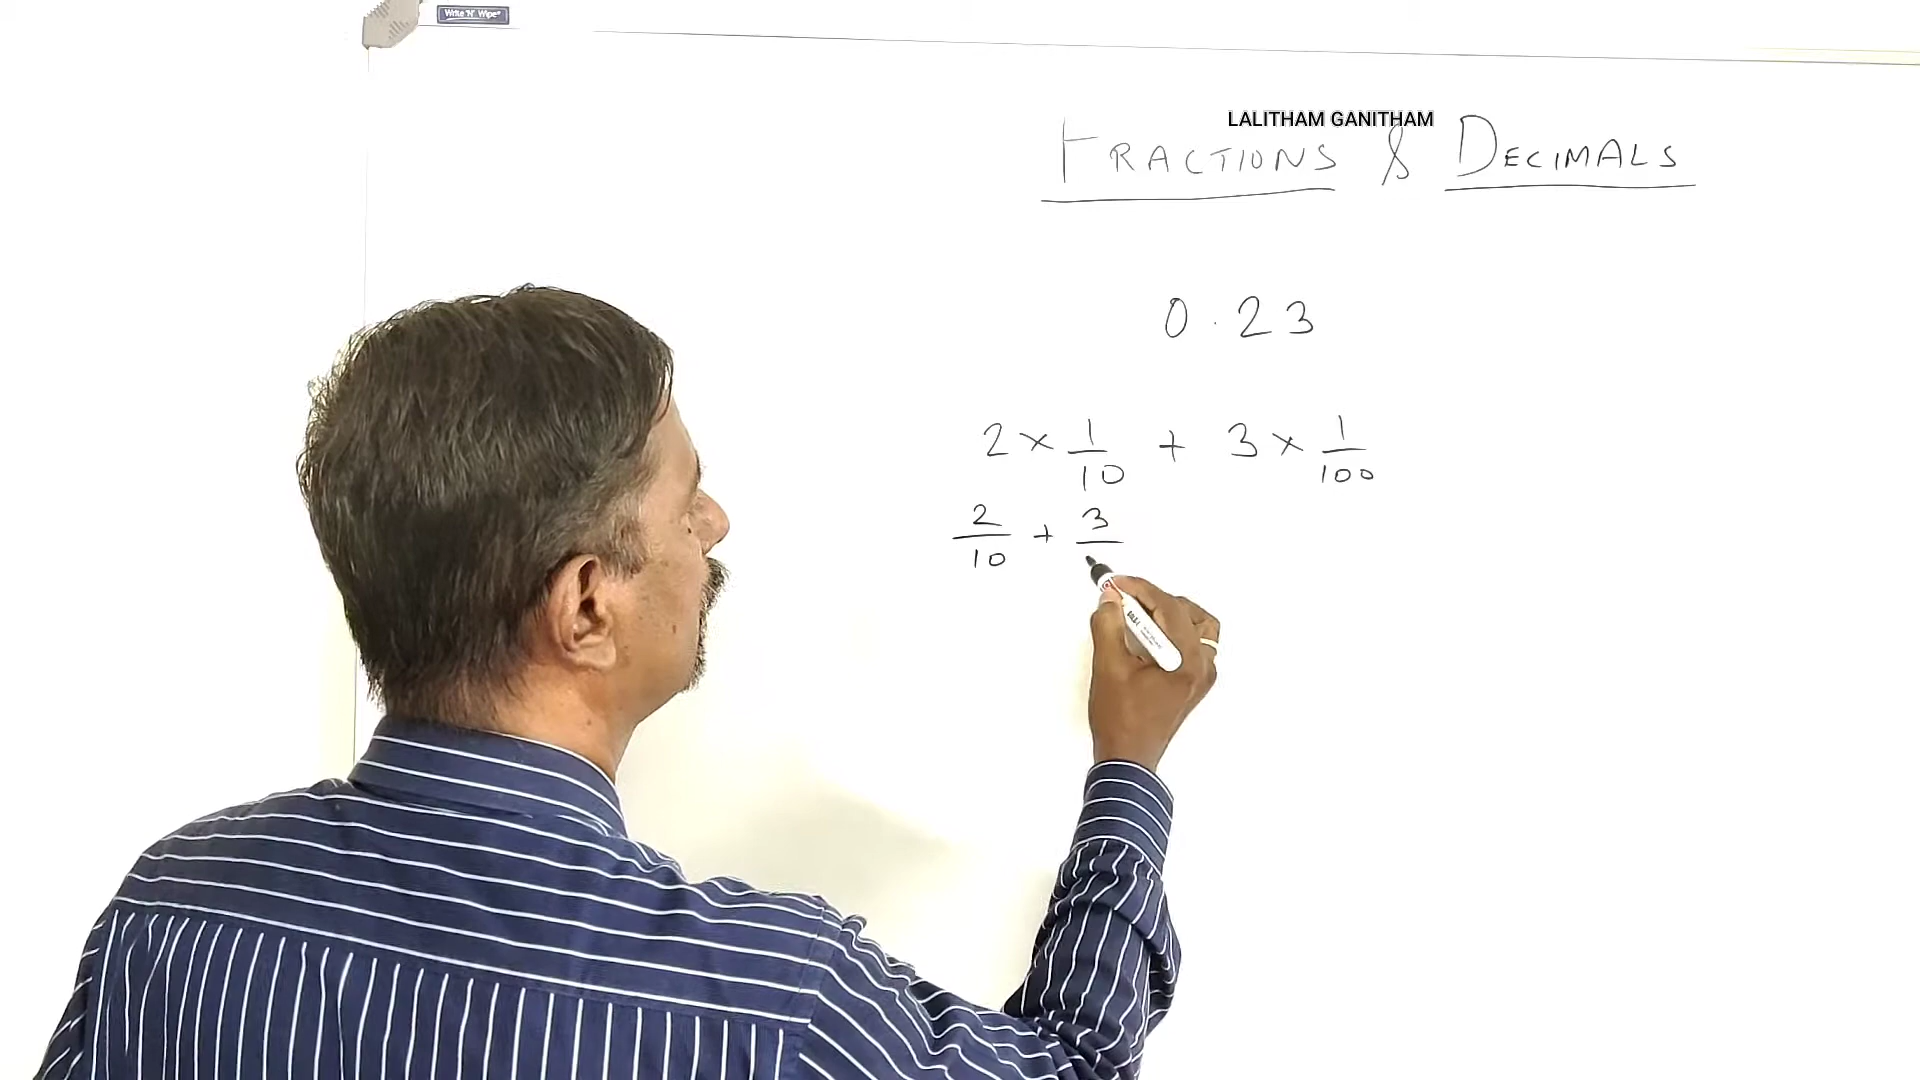 Write 'N' Wipe
LALITHAM GANITHAM
FRACTIONS & DECIMALS
0.23
2 × 1/10 + 3 × 1/100
2/10 + 3/